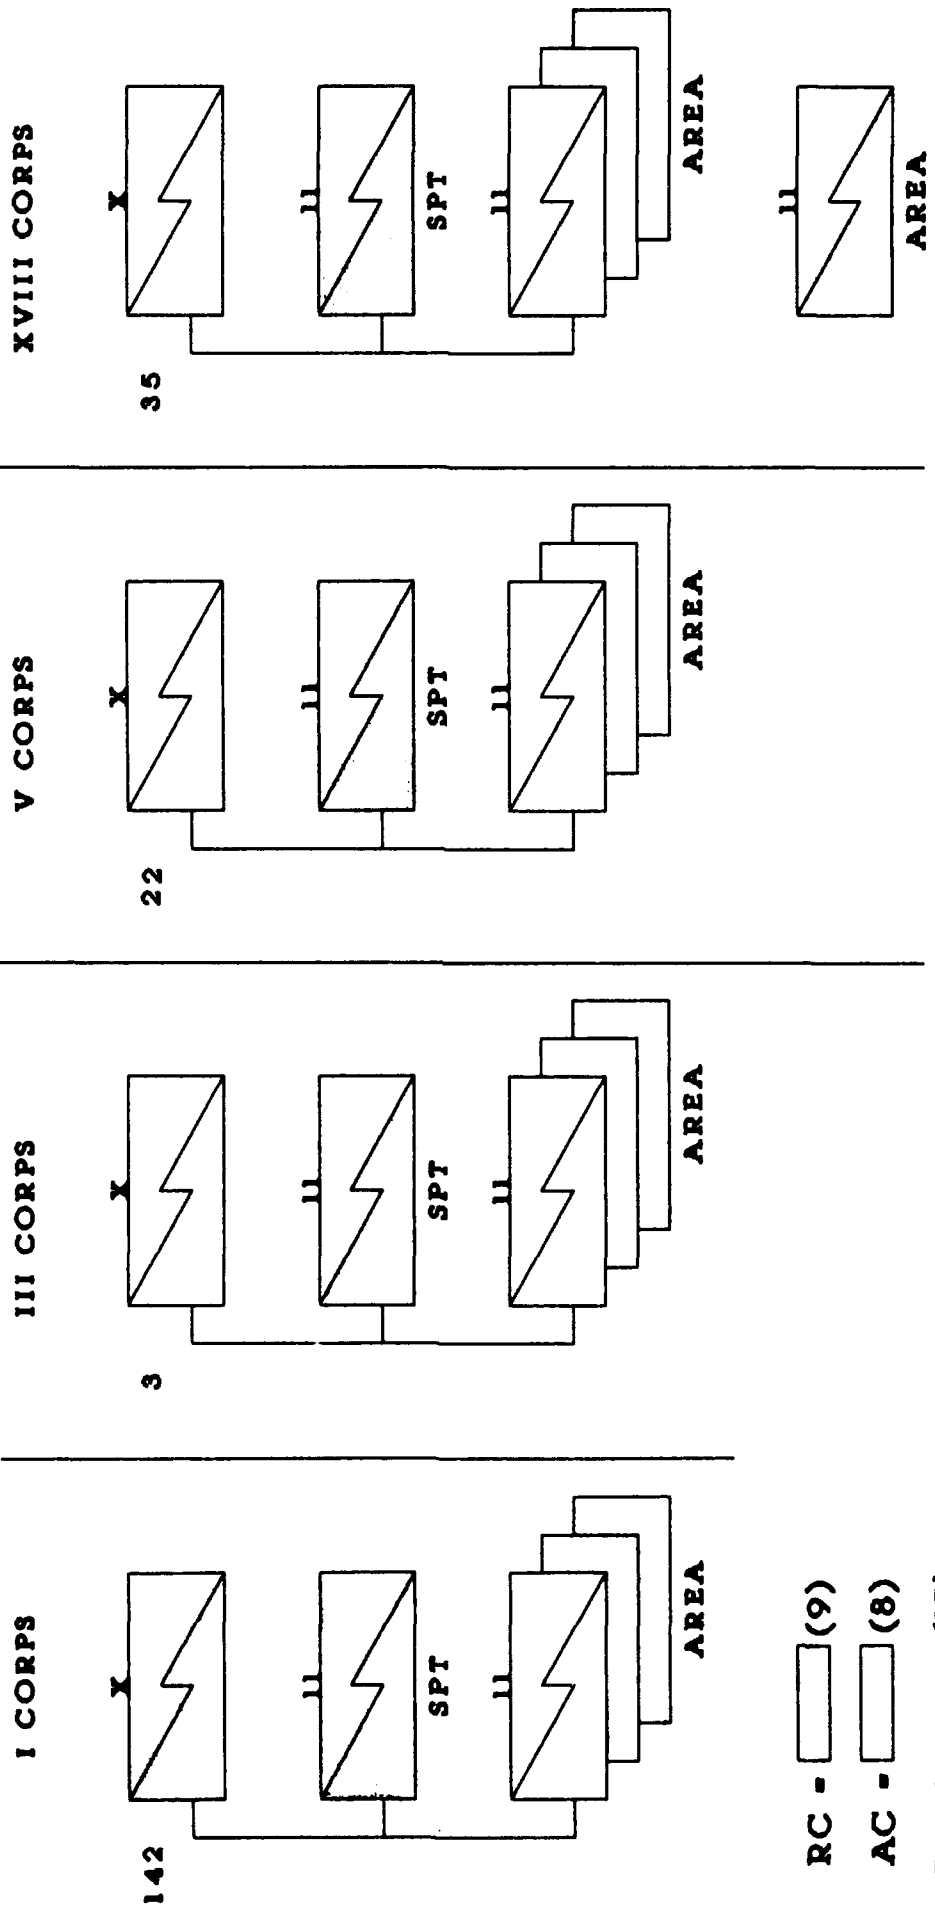 I CORPS
142
X
II
SPT
II
AREA
III CORPS
3
X
II
SPT
II
AREA
V CORPS
22
X
II
SPT
II
AREA
XVIII CORPS
35
X
II
SPT
II
AREA
II
AREA
RC = (9)
AC = (8)